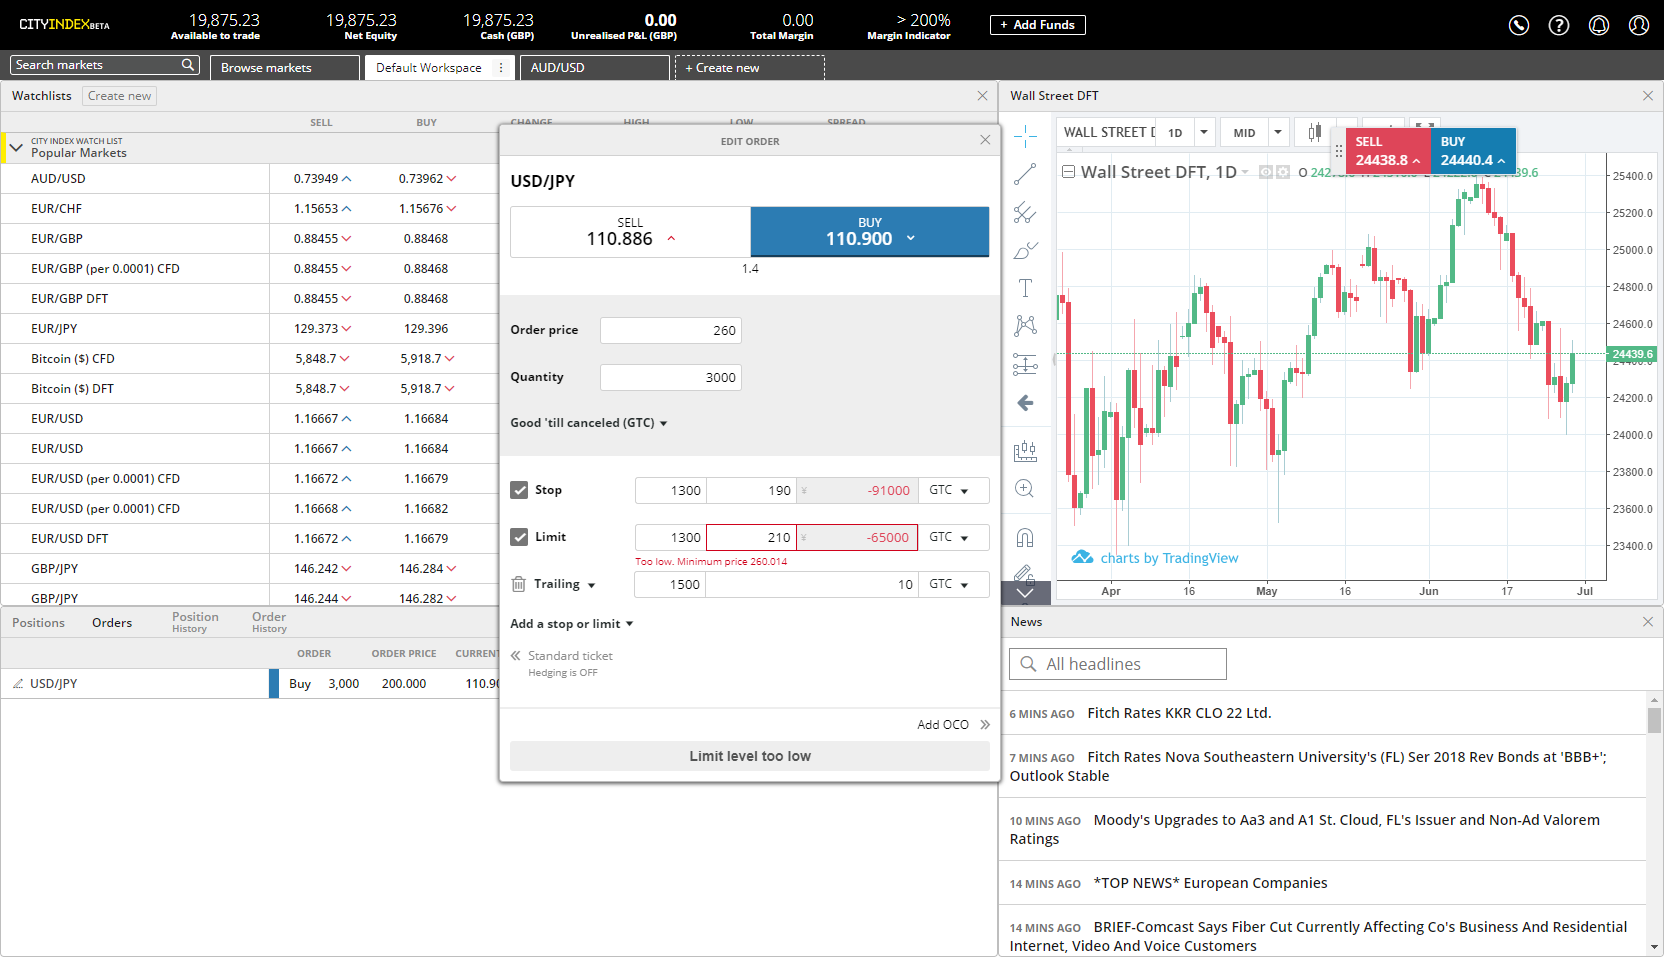 CITYINDEX BETA
19,875.23
Available to trade
19,875.23
Net Equity
19,875.23
Cash (GBP)
0.00
Unrealised P&L (GBP)
0.00
Total Margin
> 200%
Margin Indicator
+ Add Funds
Search markets
Browse markets
Default Workspace
AUD/USD
+ Create new
Watchlists Create new
SELL BUY CHANGE HIGH LOW SPREAD
CITY INDEX WATCH LIST
Popular Markets
AUD/USD 0.73949 0.73962
EUR/CHF 1.15653 1.15676
EUR/GBP 0.88455 0.88468
EUR/GBP (per 0.0001) CFD 0.88455 0.88468
EUR/GBP DFT 0.88455 0.88468
EUR/JPY 129.373 129.396
Bitcoin ($) CFD 5,848.7 5,918.7
Bitcoin ($) DFT 5,848.7 5,918.7
EUR/USD 1.16667 1.16684
EUR/USD 1.16667 1.16684
EUR/USD (per 0.0001) CFD 1.16672 1.16679
EUR/USD (per 0.0001) CFD 1.16668 1.16682
EUR/USD DFT 1.16672 1.16679
GBP/JPY 146.242 146.284
GBP/JPY 146.244 146.282
Positions Orders Position History Order History
ORDER ORDER PRICE CURRENT
USD/JPY Buy 3,000 200.000 110.90
EDIT ORDER
USD/JPY
SELL
110.886
BUY
110.900
1.4
Order price 260
Quantity 3000
Good 'till canceled (GTC)
Stop 1300 190 ¥ -91000 GTC
Limit 1300 210 ¥ -65000 GTC
Too low. Minimum price 260.014
Trailing 1500 10 GTC
Add a stop or limit
Standard ticket
Hedging is OFF
Add OCO
Limit level too low
Wall Street DFT
WALL STREET D 1D MID
SELL
24438.8
BUY
24440.4
Wall Street DFT, 1D
25400.0
25200.0
25000.0
24800.0
24600.0
24439.6
24200.0
24000.0
23800.0
23600.0
23400.0
charts by TradingView
Apr 16 May 16 Jun 17 Jul
News
All headlines
6 MINS AGO Fitch Rates KKR CLO 22 Ltd.
7 MINS AGO Fitch Rates Nova Southeastern University's (FL) Ser 2018 Rev Bonds at 'BBB+';
Outlook Stable
10 MINS AGO Moody's Upgrades to Aa3 and A1 St. Cloud, FL's Issuer and Non-Ad Valorem
Ratings
14 MINS AGO *TOP NEWS* European Companies
14 MINS AGO BRIEF-Comcast Says Fiber Cut Currently Affecting Co's Business And Residential
Internet, Video And Voice Customers